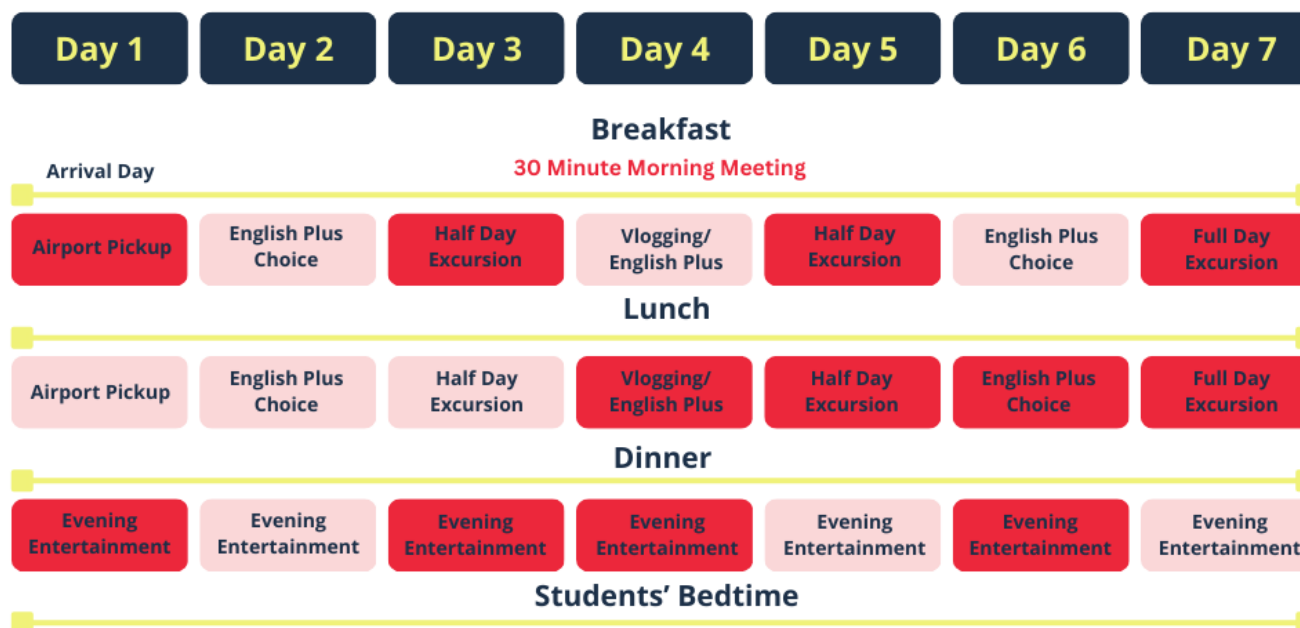 Day 1 Day 2 Day 3 Day 4 Day 5 Day 6 Day 7
Breakfast
Arrival Day 30 Minute Morning Meeting
Airport Pickup
English Plus
Choice
Half Day
Excursion
Vlogging/
English Plus
Half Day
Excursion
English Plus
Choice
Full Day
Excursion
Lunch
Airport Pickup
English Plus
Choice
Half Day
Excursion
Vlogging/
English Plus
Half Day
Excursion
English Plus
Choice
Full Day
Excursion
Dinner
Evening
Entertainment
Evening
Entertainment
Evening
Entertainment
Evening
Entertainment
Evening
Entertainment
Evening
Entertainment
Evening
Entertainment
Students’ Bedtime